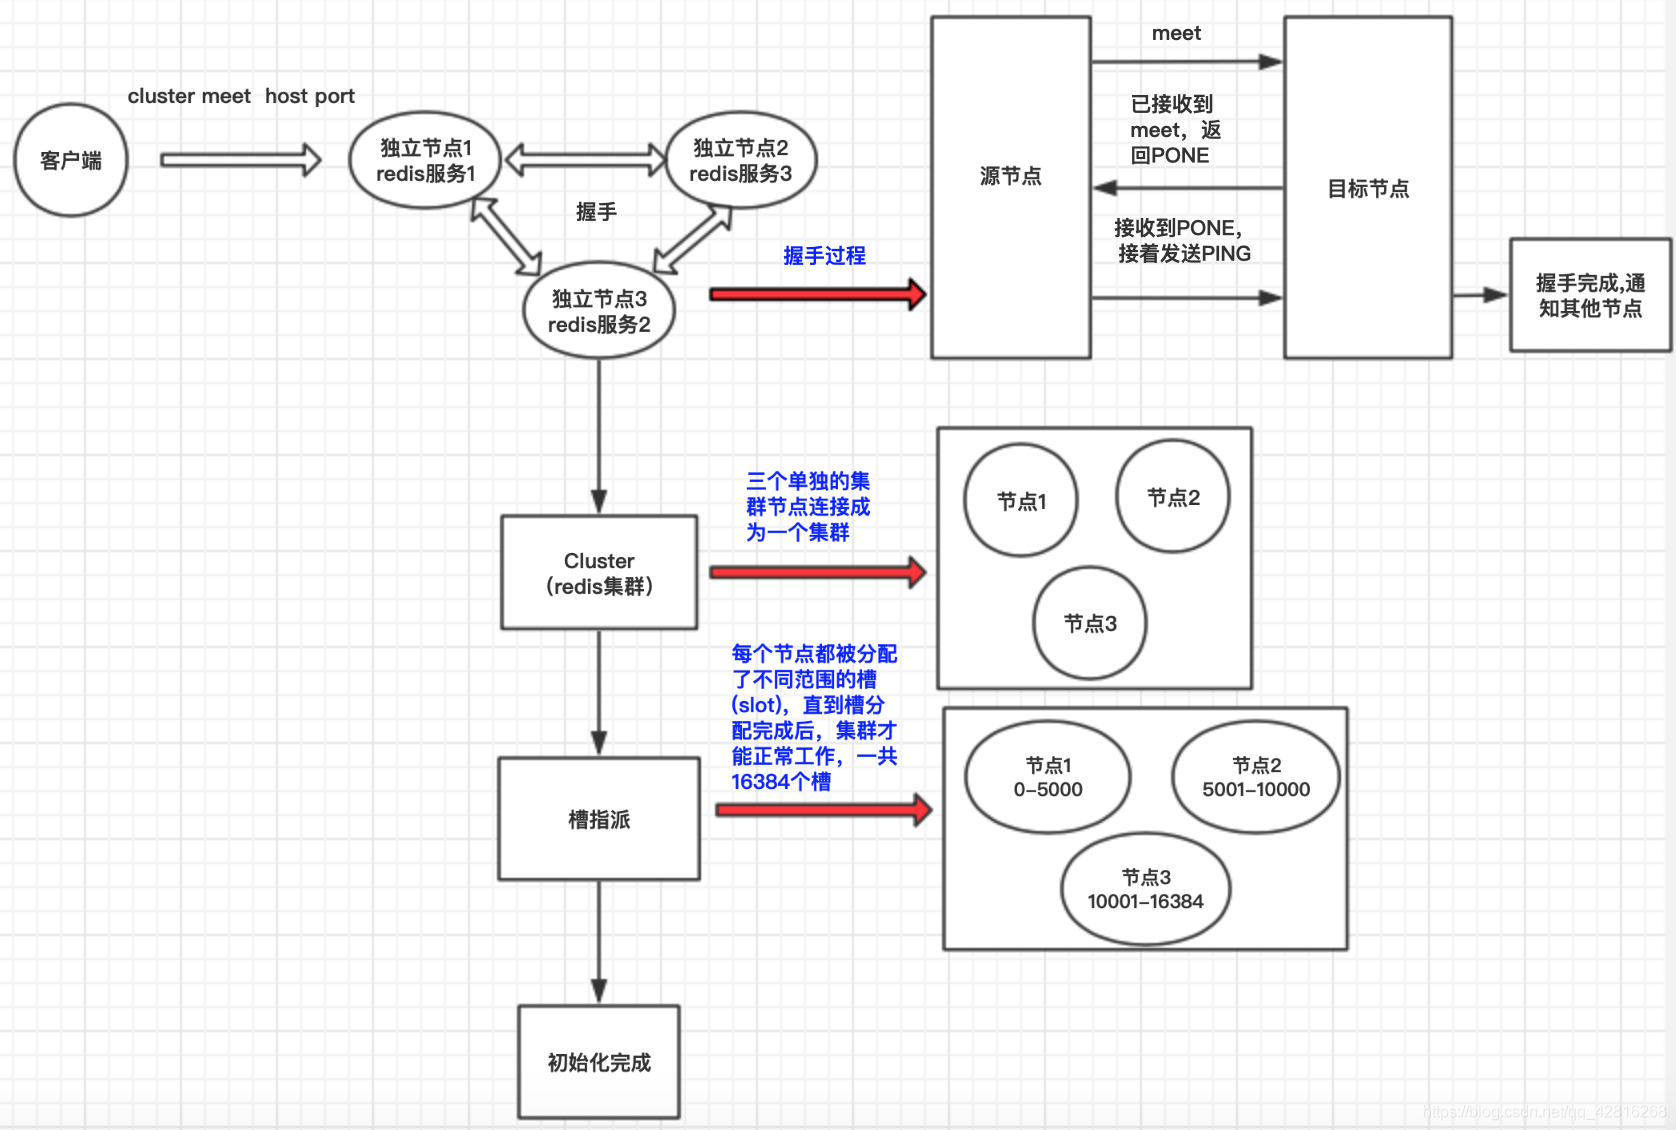 cluster meet  host port
客户端
独立节点1
redis服务1
独立节点2
redis服务3
握手
独立节点3
redis服务2
握手过程
源节点
meet
已接收到
meet，返
回PONE
接收到PONE，
接着发送PING
目标节点
握手完成,通
知其他节点
Cluster
(redis集群)
三个单独的集
群节点连接成
为一个集群
节点1
节点2
节点3
槽指派
每个节点都被分配
了不同范围的槽
(slot)，直到槽分
配完成后，集群才
能正常工作，一共
16384个槽
节点1
0-5000
节点2
5001-10000
节点3
10001-16384
初始化完成
https://blog.csdn.net/qq_42816268